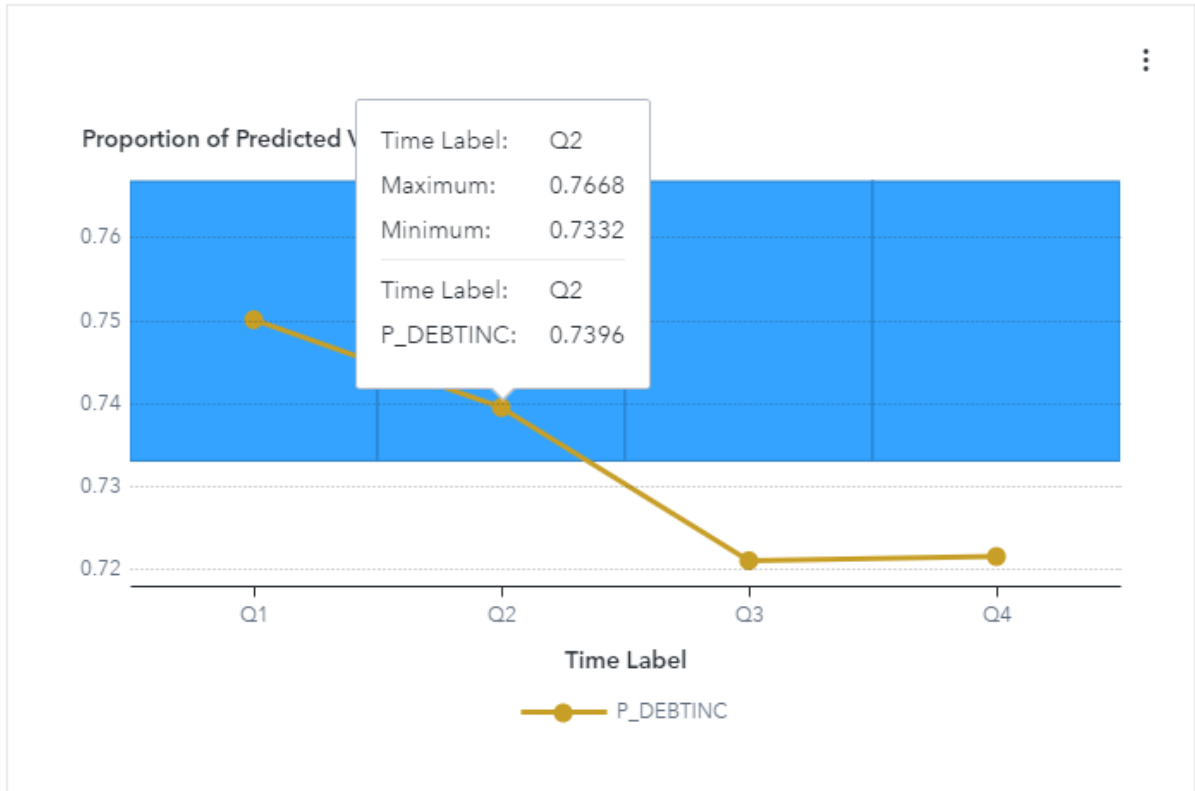 Proportion of Predicted
Time Label: Q2
Maximum: 0.7668
Minimum: 0.7332
Time Label: Q2
P_DEBTINC: 0.7396
0.76
0.75
0.74
0.73
0.72
Q1 Q2 Q3 Q4
Time Label
P_DEBTINC